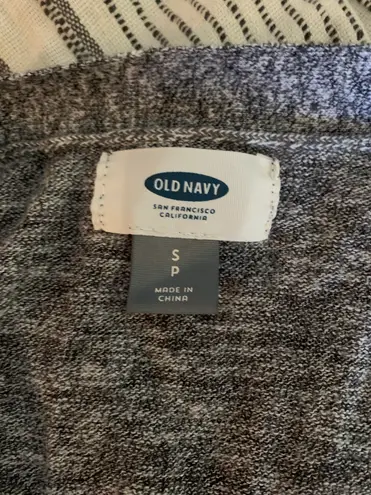 OLD NAVY
SAN FRANCISCO
CALIFORNIA
S
P
MADE IN
CHINA